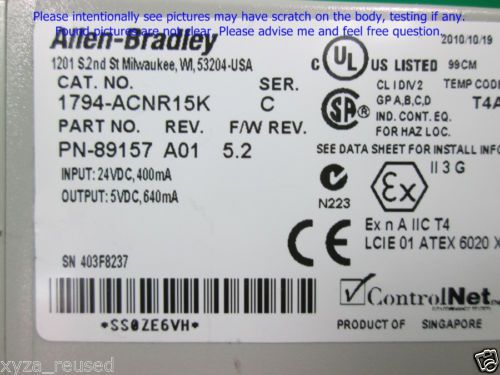 Please intentionally see pictures may have scratch on the body, testing if any.
Found pictures are not clear. Please advise me and feel free question.
Allen-Bradley
1201 S.2nd St Milwaukee, WI, 53204-USA
CAT. NO. SER.
1794-ACNR15K C
PART NO. REV. F/W REV.
PN-89157 A01 5.2
INPUT: 24VDC, 400mA
OUTPUT: 5VDC, 640mA
SN 403F8237
*SS0ZE6VH*
2010/10/19
C UL US LISTED 99CM
CL I DIV 2 TEMP CODE
GP A,B,C,D T4A
IND. CONT. EQ.
FOR HAZ LOC.
SA
SEE DATA SHEET FOR INSTALL INFO
N223
II 3 G
Ex
CE
Ex n A IIC T4
LCIE 01 ATEX 6020 X
ControlNet
PRODUCT OF SINGAPORE
xyza_reused